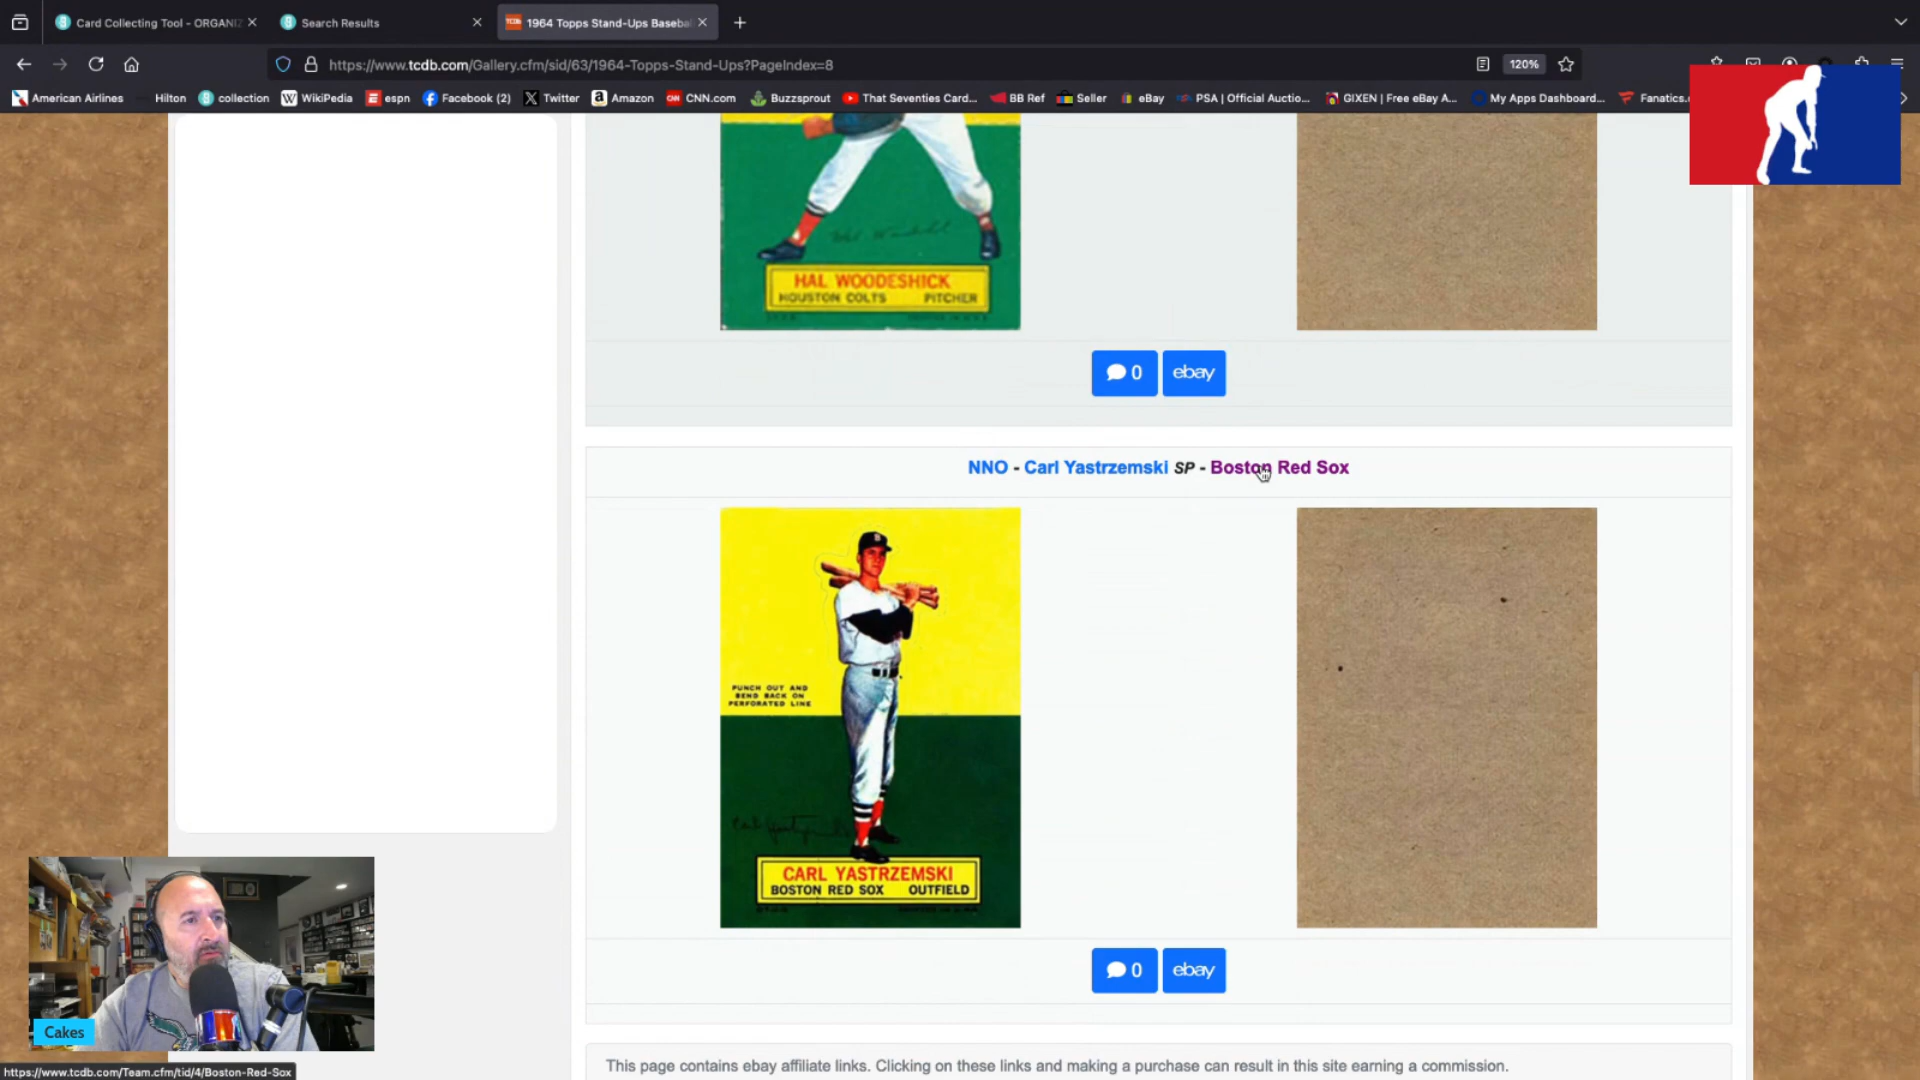 Card Collecting Tool - ORGANIZ
Search Results
TCDb
1964 Topps Stand-Ups Baseba
https://www.tcdb.com/Gallery.cfm/sid/63/1964-Topps-Stand-Ups?PageIndex=8
120%
American Airlines
Hilton
collection
WikiPedia
espn
Facebook (2)
Twitter
Amazon
CNN.com
Buzzsprout
That Seventies Card...
BB Ref
Seller
eBay
PSA | Official Auctio...
GIXEN | Free eBay A...
My Apps Dashboard...
Fanatics.c
HAL WOODESHICK
HOUSTON COLTS PITCHER
0
ebay
NNO - Carl Yastrzemski SP - Boston Red Sox
B
PUNCH OUT AND
BEND BACK ON
PERFORATED LINE
CARL YASTRZEMSKI
BOSTON RED SOX OUTFIELD
0
ebay
Cakes
This page contains ebay affiliate links. Clicking on these links and making a purchase can result in this site earning a commission.
https://www.tcdb.com/Team.cfm/tid/4/Boston-Red-Sox